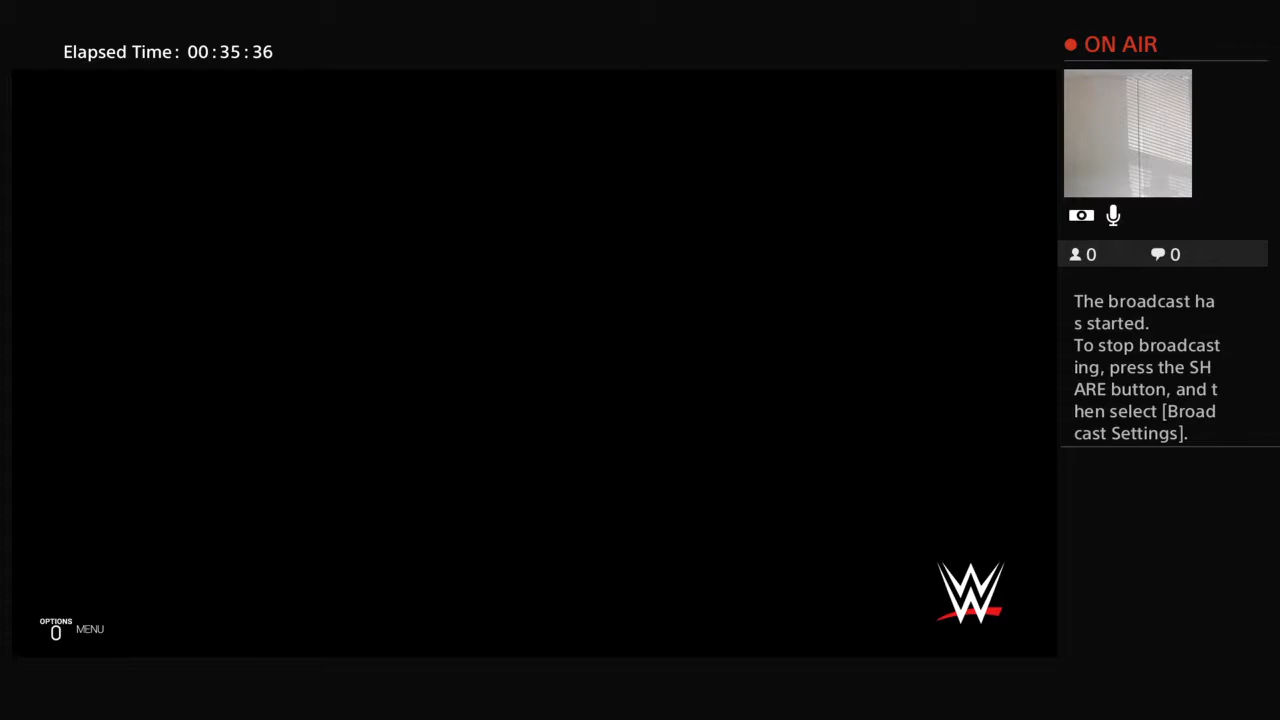 Elapsed Time: 00:35:36
ON AIR
0
0
The broadcast ha
s started.
To stop broadcast
ing, press the SH
ARE button, and t
hen select [Broad
cast Settings].
W
OPTIONS
MENU